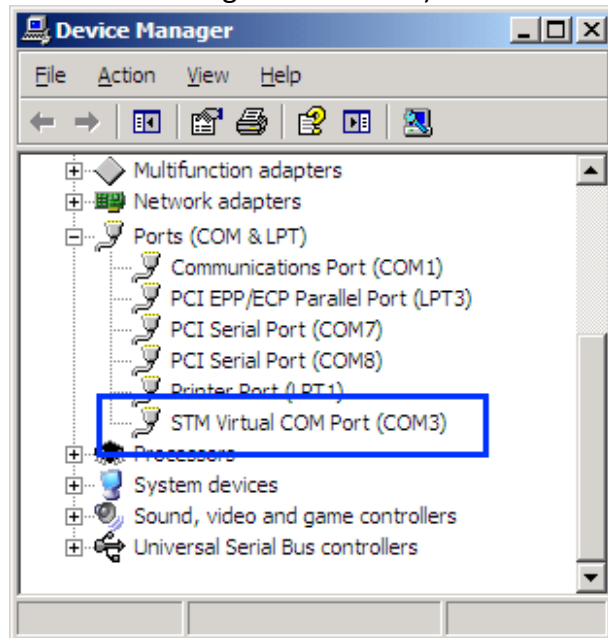 Device Manager
File Action View Help
Multifunction adapters
Network adapters
Ports (COM & LPT)
Communications Port (COM1)
PCI EPP/ECP Parallel Port (LPT3)
PCI Serial Port (COM7)
PCI Serial Port (COM8)
Printer Port (LPT1)
STM Virtual COM Port (COM3)
Processors
System devices
Sound, video and game controllers
Universal Serial Bus controllers